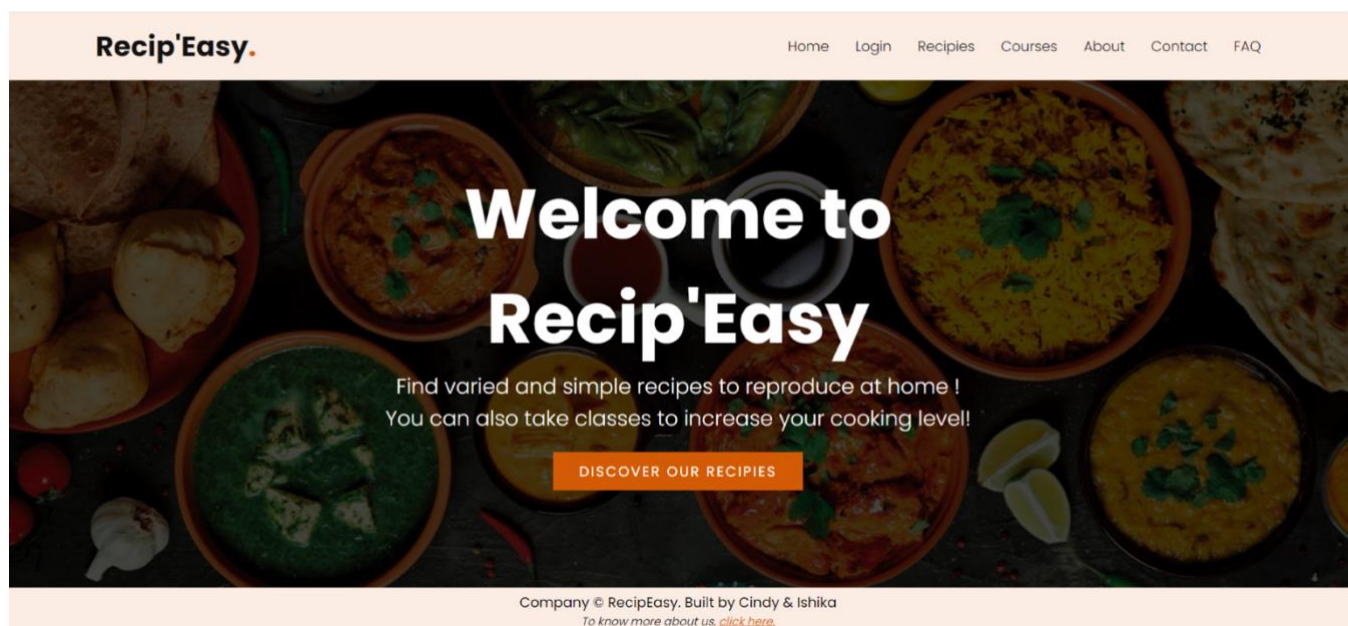 Recip'Easy.
Home Login Recipies Courses About Contact FAQ
Welcome to
Recip'Easy
Find varied and simple recipes to reproduce at home !
You can also take classes to increase your cooking level!
DISCOVER OUR RECIPIES
Company © RecipEasy. Built by Cindy & Ishika
To know more about us, click here.